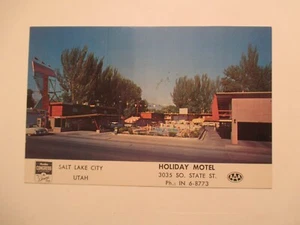 SALT LAKE CITY
UTAH
HOLIDAY MOTEL
3035 SO. STATE ST.
PH. IN 6-8773
AAA